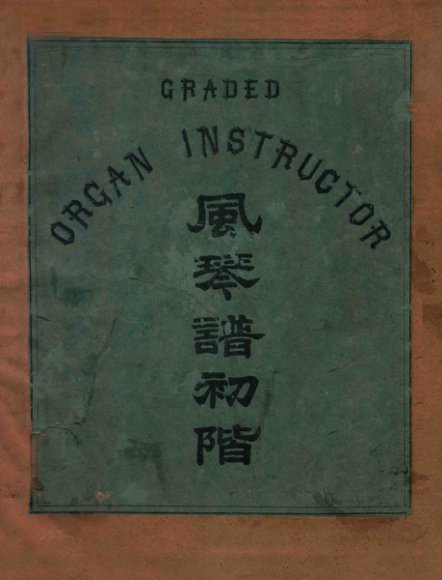 GRADED
ORGAN INSTRUCTOR
風琴譜初階